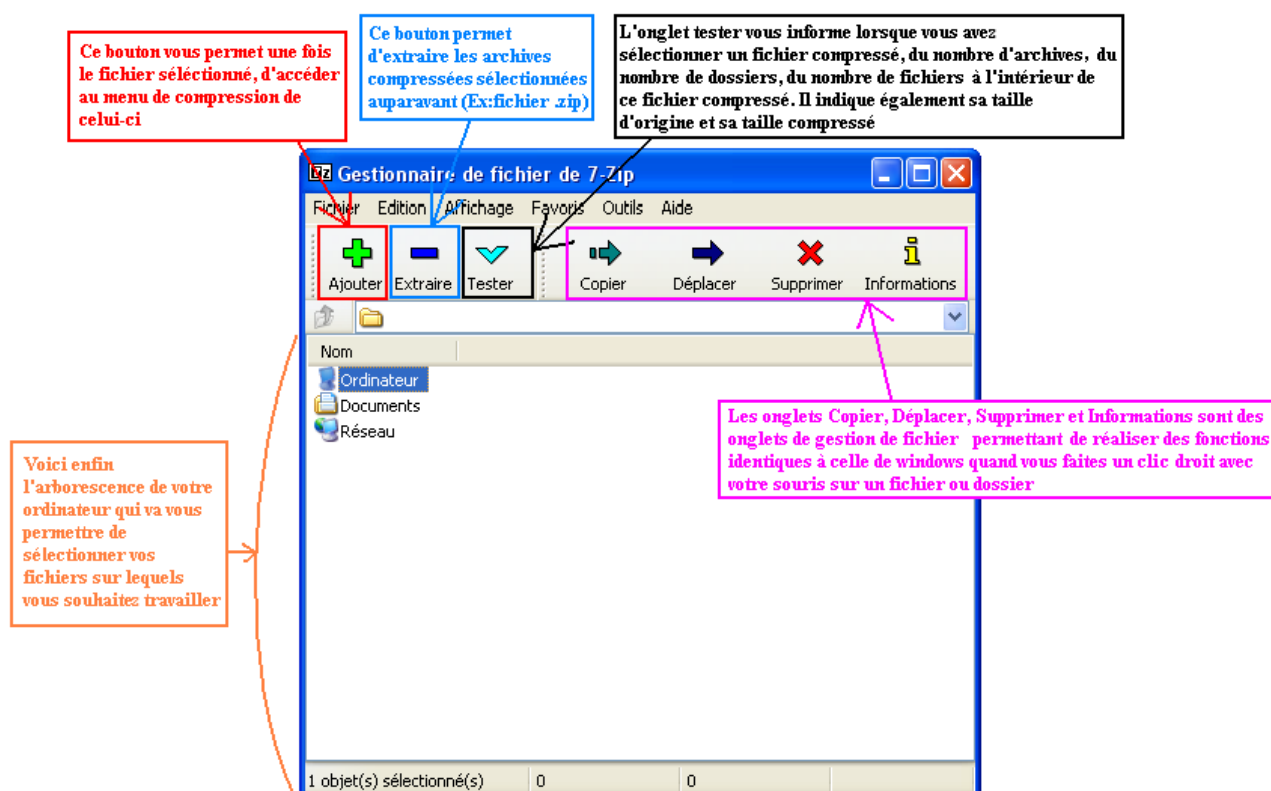 Ce bouton vous permet une fois
le fichier séléctionné, d'accéder
au menu de compression de
celui-ci
Ce bouton permet
d'extraire les archives
compressées sélectionnées
auparavant (Ex:fichier .zip)
L'onglet tester vous informe lorsque vous avez
sélectionner un fichier compressé, du nombre d'archives, du
nombre de dossiers, du nombre de fichiers à l'intérieur de
ce fichier compressé. Il indique également sa taille
d'origine et sa taille compressé
Gestionnaire de fichier de 7-Zip
Fichier Edition Affichage Favoris Outils Aide
Ajouter Extraire Tester Copier Déplacer Supprimer Informations
Nom
Ordinateur
Documents
Réseau
Les onglets Copier, Déplacer, Supprimer et Informations sont des
onglets de gestion de fichier permettant de réaliser des fonctions
identiques à celle de windows quand vous faites un clic droit avec
votre souris sur un fichier ou dossier
Voici enfin
l'arborescence de votre
ordinateur qui va vous
permettre de
sélectionner vos
fichiers sur lequels
vous souhaitez travailler
1 objet(s) sélectionné(s) 0 0